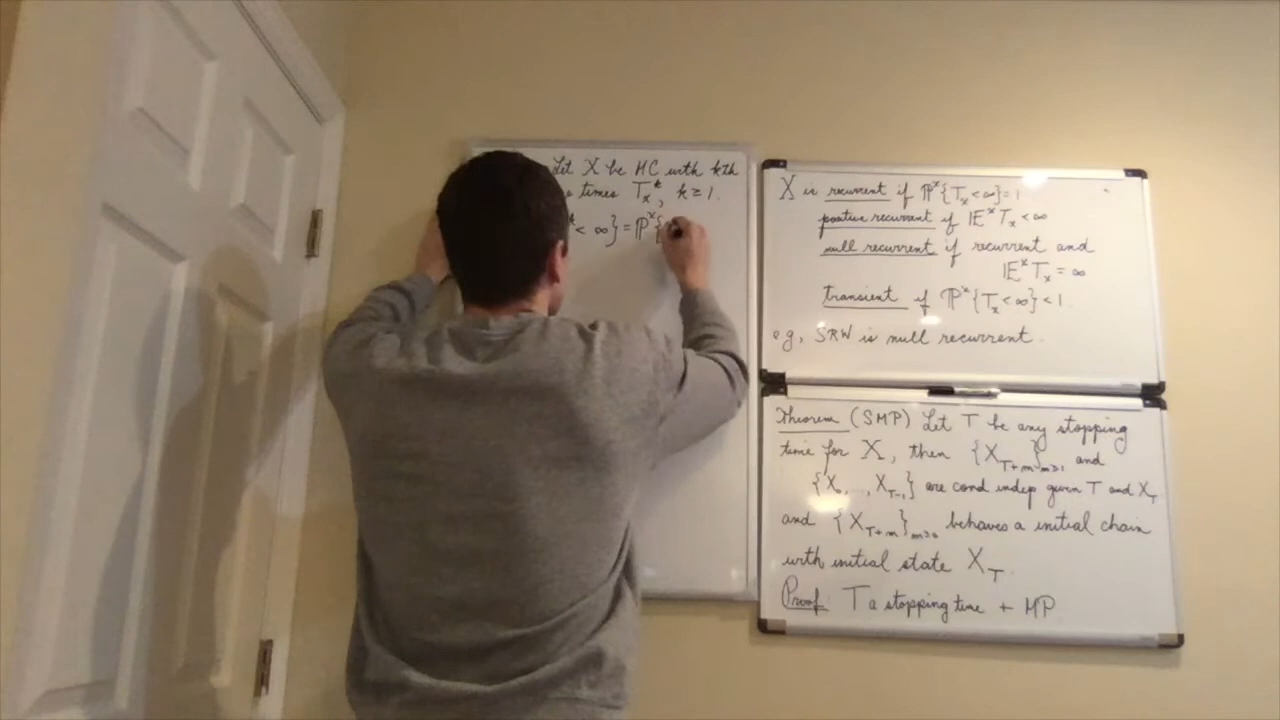 Let X be MC with kth
times T_x^k, k ≥ 1.
< ∞} = ℙ^x{
X is recurrent if ℙ^x{T_x < ∞} = 1
positive recurrent if 𝔼^x T_x < ∞
null recurrent if recurrent and
𝔼^x T_x = ∞
transient if ℙ^x{T_x < ∞} < 1.
e.g, SRW is null recurrent.
Theorem (SMP) Let T be any stopping
time for X, then {X_{T+m}}_{m≥1} and
{X_0, ..., X_{T-1}} are cond indep given T and X_T
and {X_{T+m}}_{m≥0} behaves a initial chain
with initial state X_T.
Proof: T a stopping time + MP